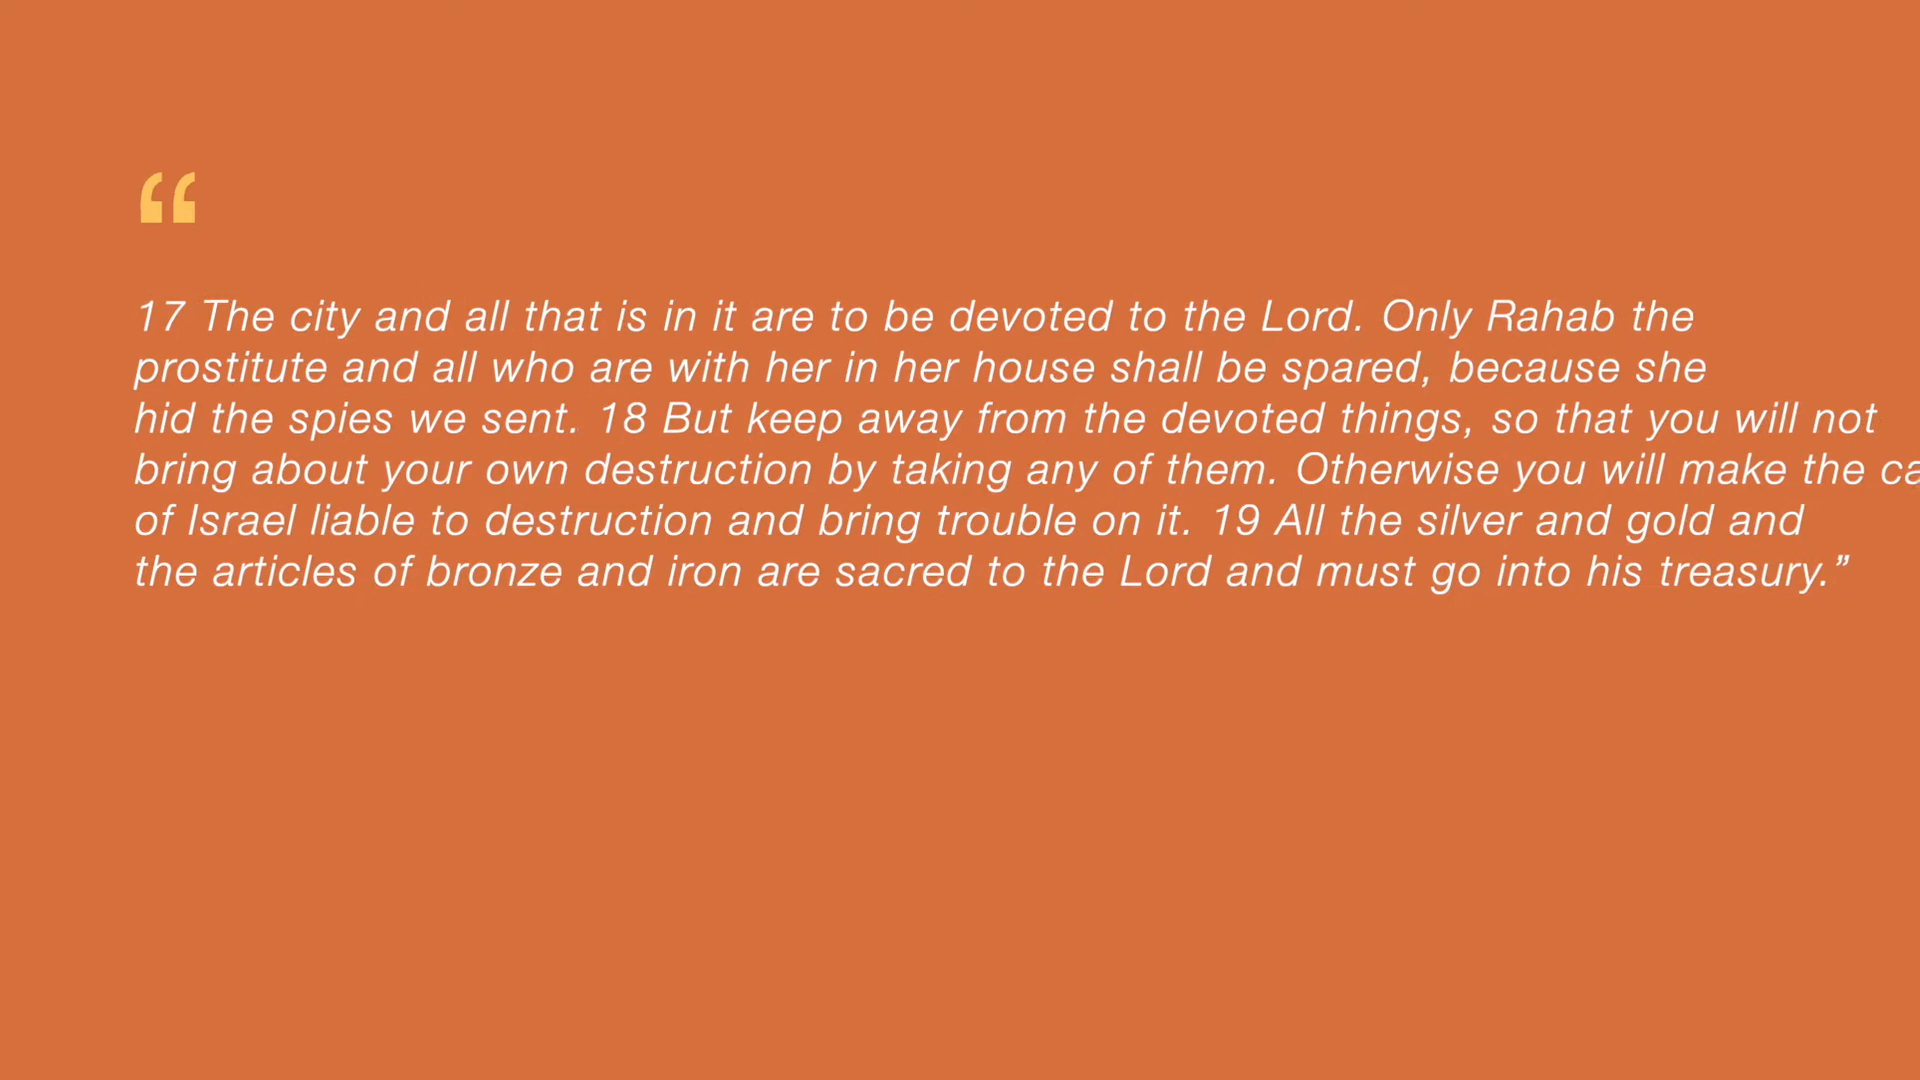 “
17 The city and all that is in it are to be devoted to the Lord. Only Rahab the
prostitute and all who are with her in her house shall be spared, because she
hid the spies we sent. 18 But keep away from the devoted things, so that you will not
bring about your own destruction by taking any of them. Otherwise you will make the
of Israel liable to destruction and bring trouble on it. 19 All the silver and gold and
the articles of bronze and iron are sacred to the Lord and must go into his treasury.”